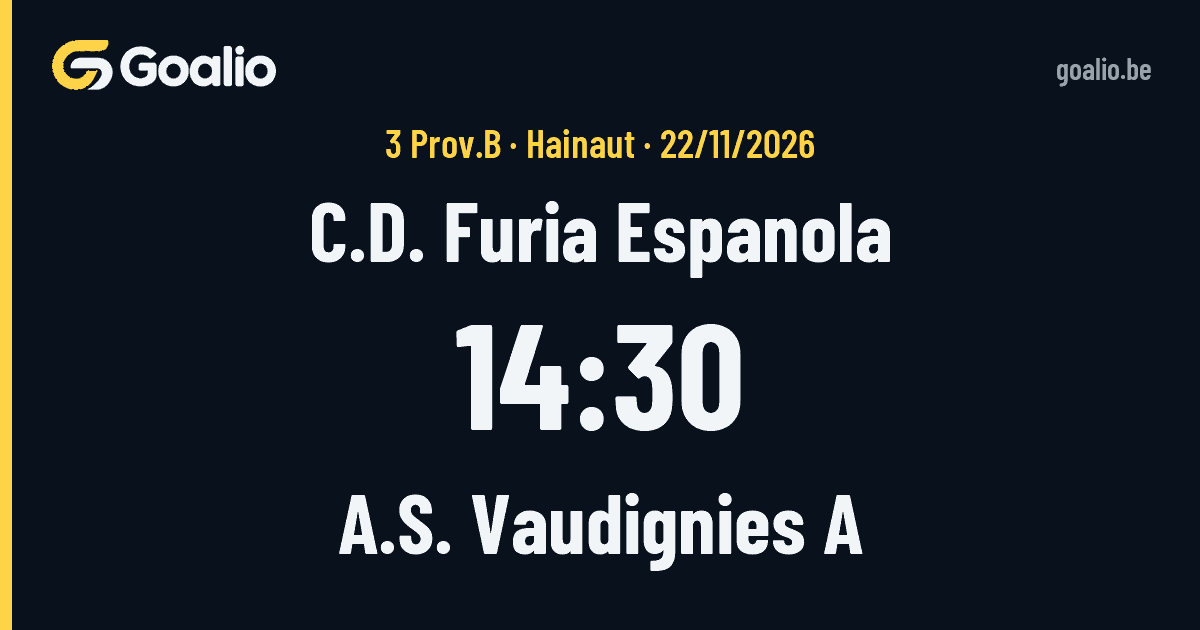 Goalio
goalio.be
3 Prov.B · Hainaut · 22/11/2026
C.D. Furia Espanola
14:30
A.S. Vaudignies A